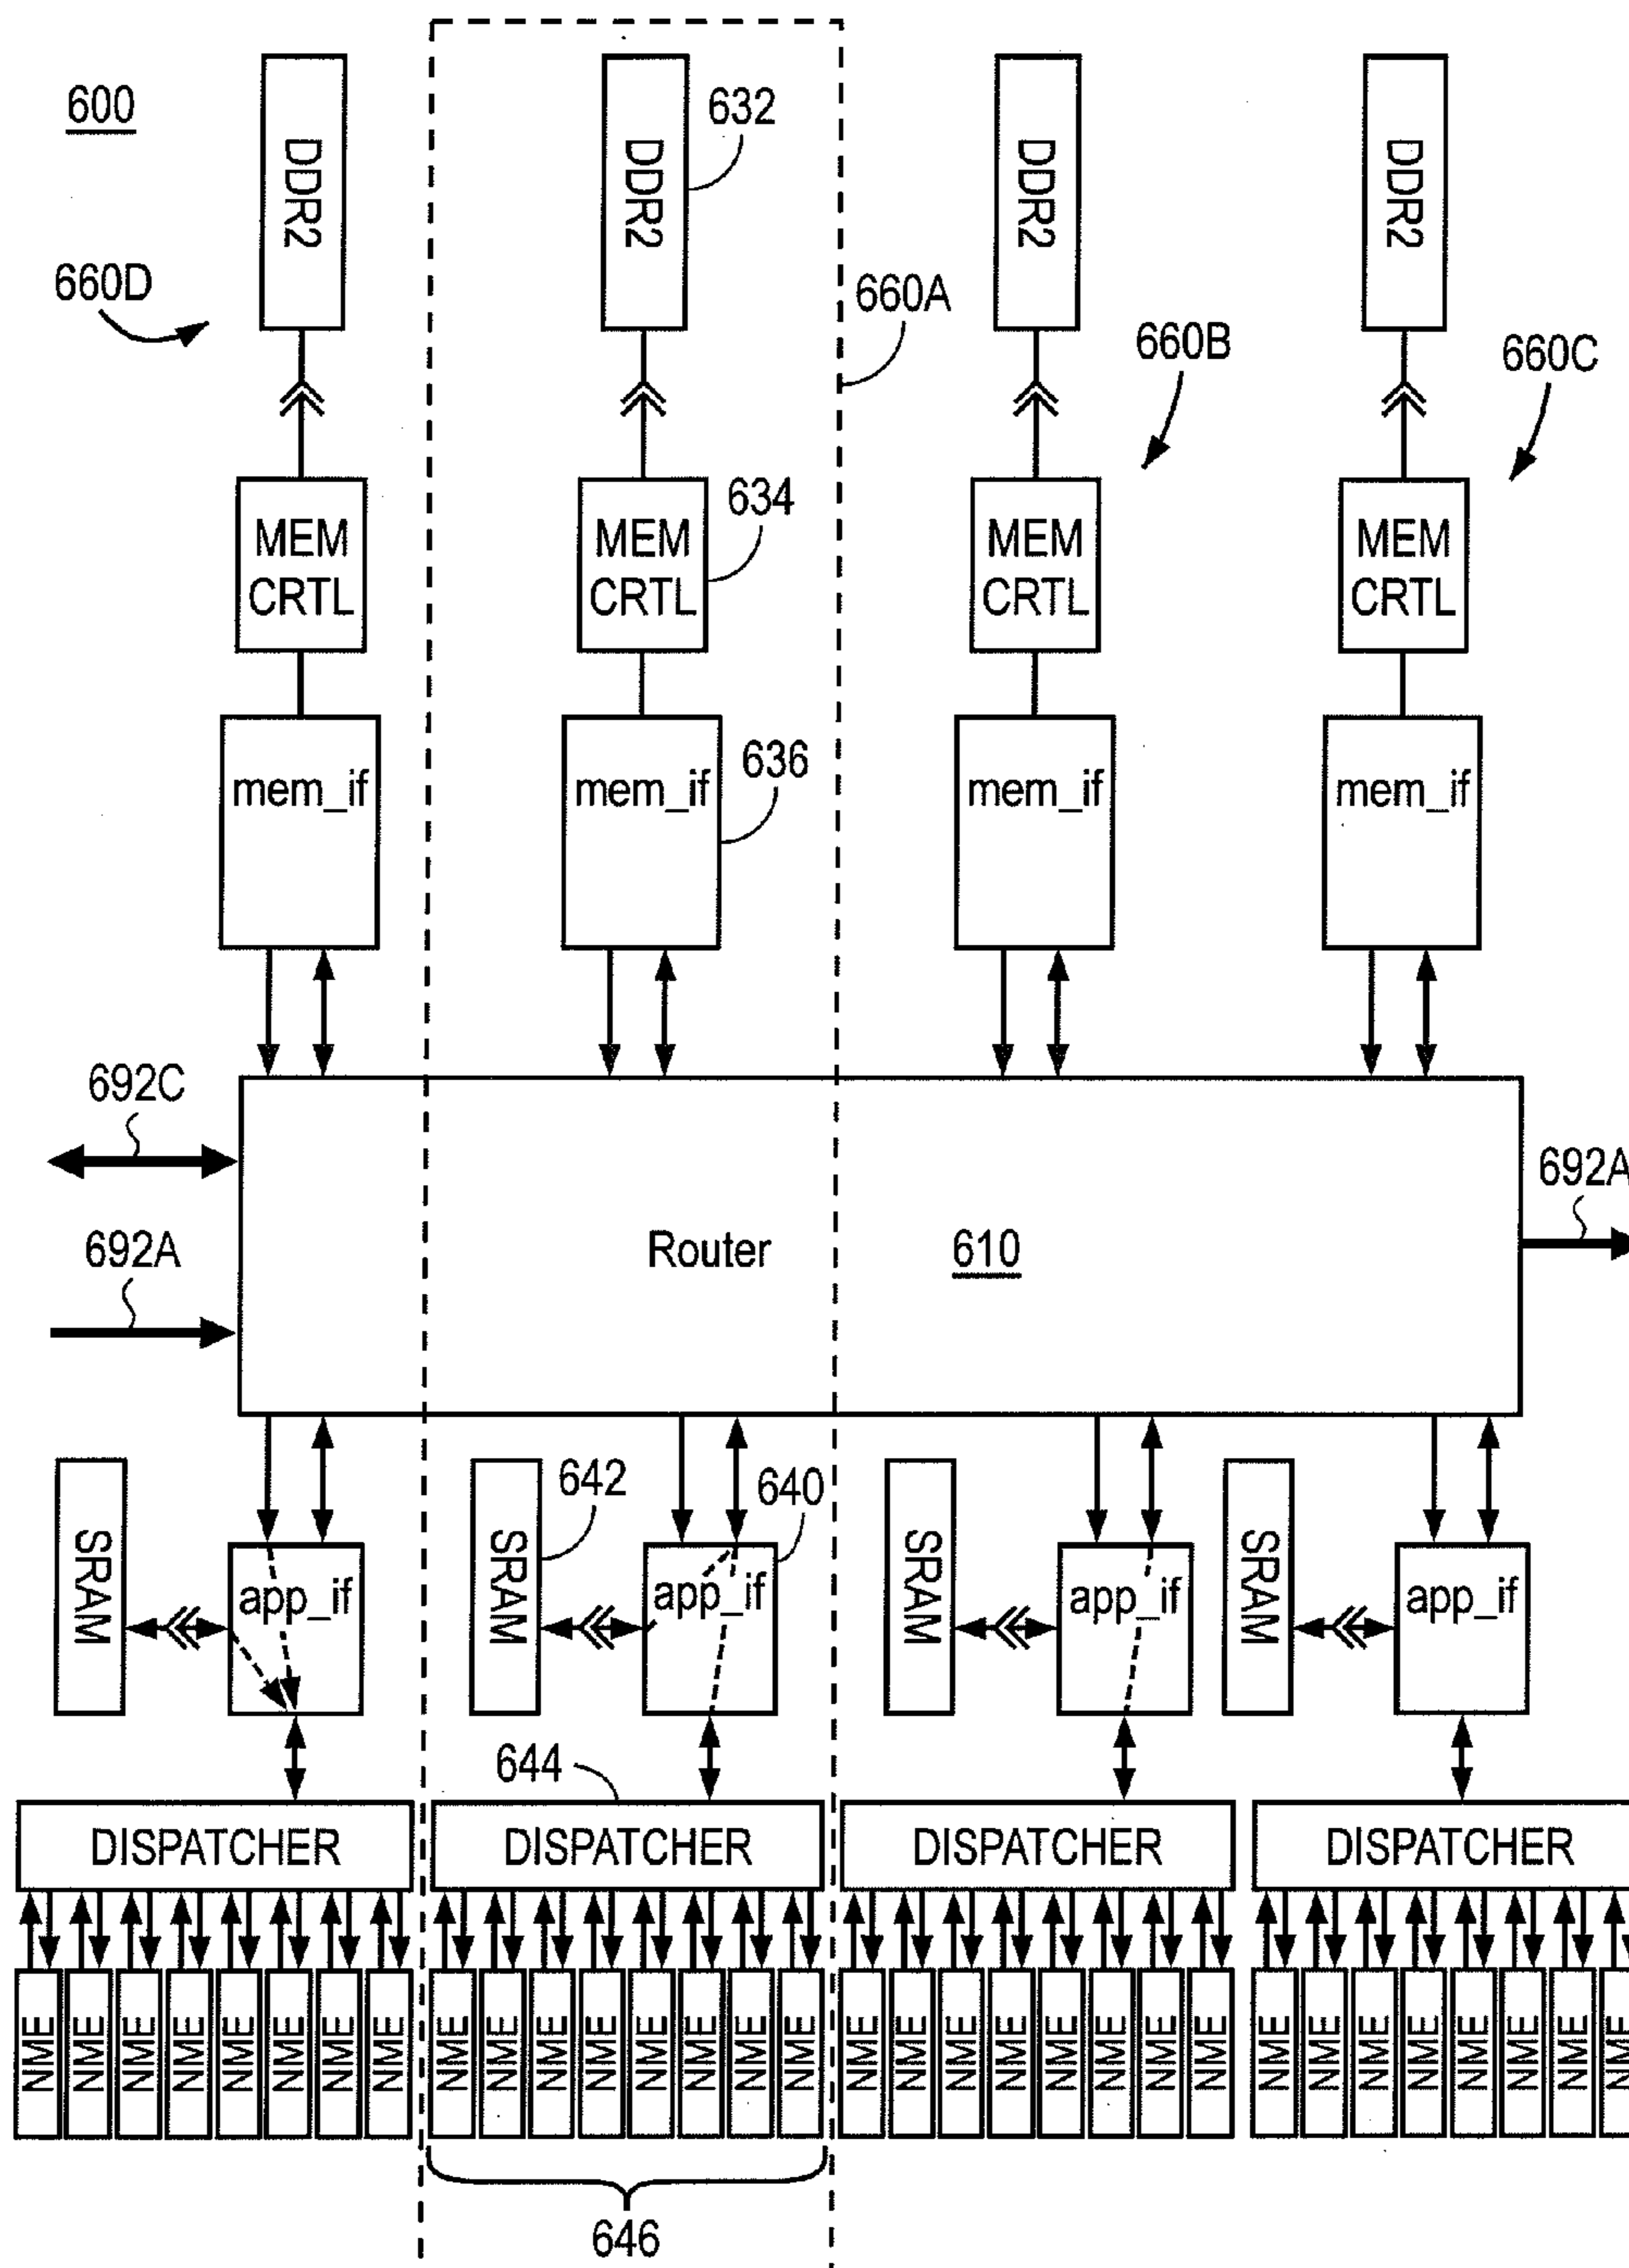 600
632
DDR2 DDR2 DDR2 DDR2
660D
660A
660B
660C
634
MEM MEM MEM MEM
CRTL CRTL CRTL CRTL
636
mem_if mem_if mem_if mem_if
692C
692A
692A
Router 610
642
640
SRAM SRAM SRAM SRAM
app_if app_if app_if app_if
644
DISPATCHER DISPATCHER DISPATCHER DISPATCHER
NME NME NME NME NME NME NME NME NME NME NME NME NME NME NME NME NME NME NME NME NME NME NME NME NME NME NME NME NME NME NME NME
646